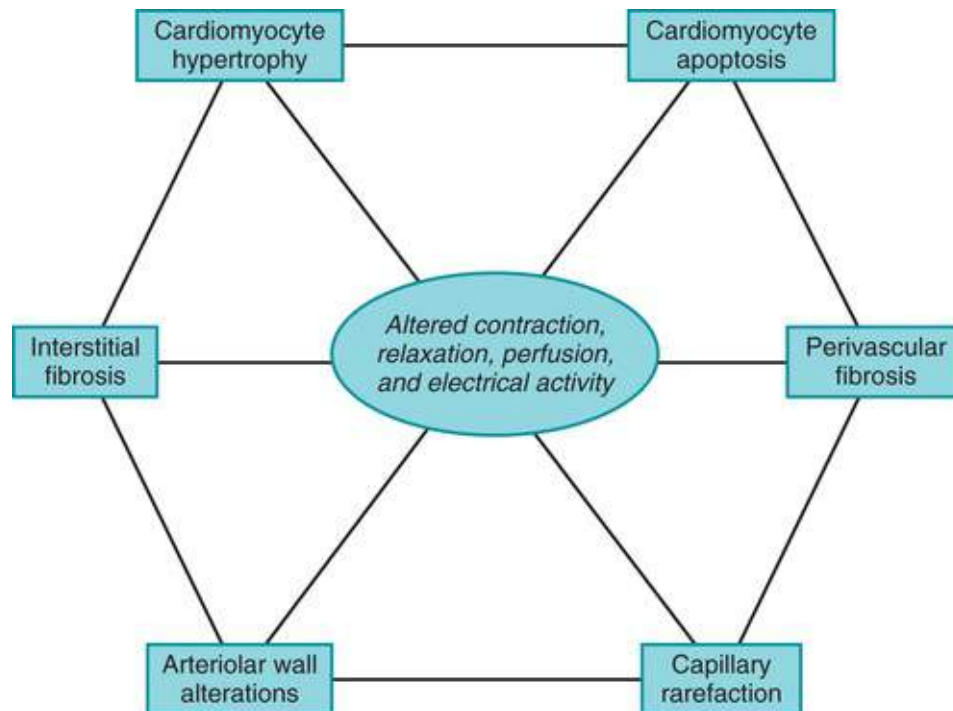 Cardiomyocyte
hypertrophy
Cardiomyocyte
apoptosis
Interstitial
fibrosis
Altered contraction,
relaxation, perfusion,
and electrical activity
Perivascular
fibrosis
Arteriolar wall
alterations
Capillary
rarefaction